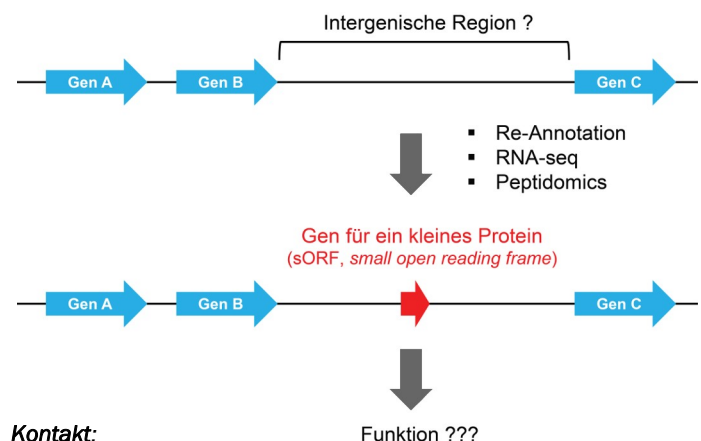 Intergenische Region ?
Gen A
Gen B
Gen C
▪ Re-Annotation
▪ RNA-seq
▪ Peptidomics
Gen für ein kleines Protein
(sORF, small open reading frame)
Gen A
Gen B
Gen C
Kontakt:
Funktion ???